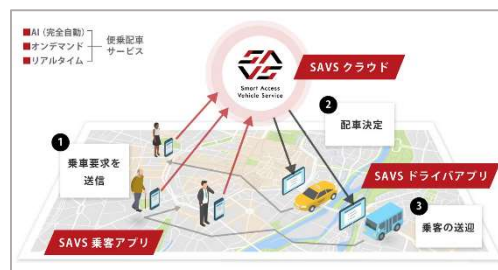 ■AI（完全自動）
■オンデマンド
■リアルタイム
便乗配車
サービス
SAVS
Smart Access
Vehicle Service
SAVS クラウド
1
乗車要求を
送信
2
配車決定
SAVS ドライバアプリ
3
乗客の送迎
SAVS 乗客アプリ